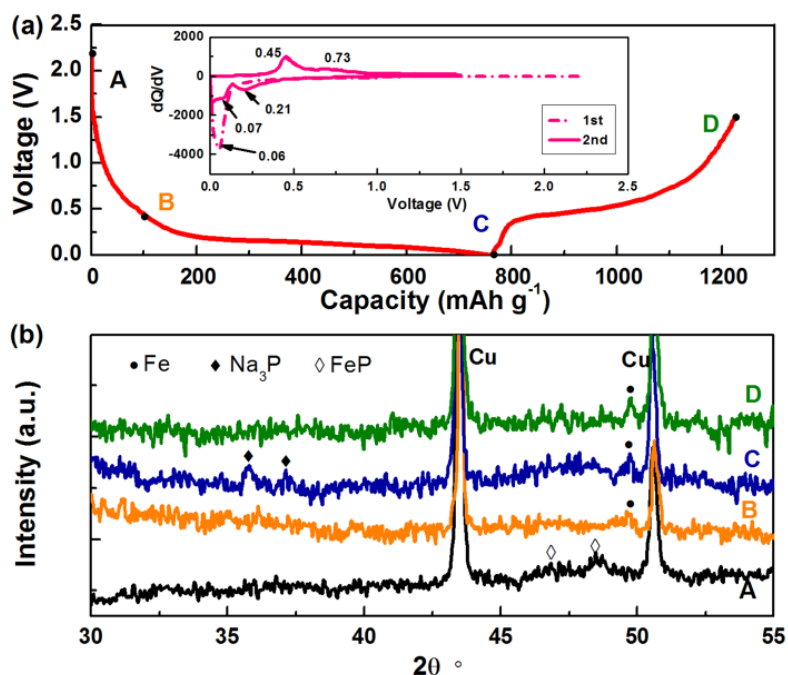 (a)
2.5
2.0
1.5
1.0
0.5
0.0
Voltage (V)
A
B
C
D
2000
0
-2000
-4000
dQ/dV
0.45
0.73
0.21
0.07
0.06
1st
2nd
0.0 0.5 1.0 1.5 2.0 2.5
Voltage (V)
0 200 400 600 800 1000 1200
Capacity (mAh g⁻¹)
(b)
Fe Na₃P FeP
Cu
Cu
D
C
B
A
Intensity (a.u.)
30 35 40 45 50 55
2θ °